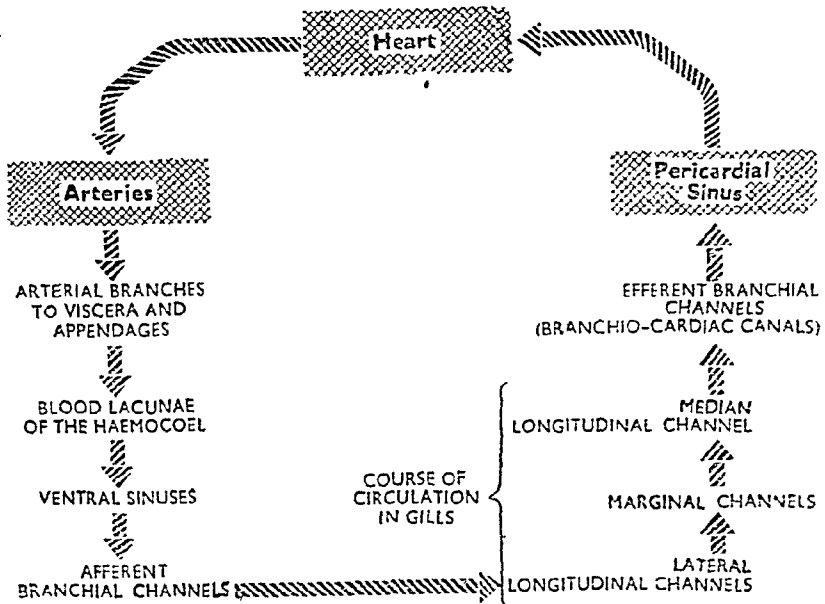 Heart
Arteries
Pericardial
Sinus
ARTERIAL BRANCHES
TO VISCERA AND
APPENDAGES
EFFERENT BRANCHIAL
CHANNELS
(BRANCHIO-CARDIAC CANALS)
BLOOD LACUNAE
OF THE HAEMOCOEL
MEDIAN
LONGITUDINAL CHANNEL
VENTRAL SINUSES
COURSE OF
CIRCULATION
IN GILLS
MARGINAL CHANNELS
AFFERENT
BRANCHIAL CHANNELS
LATERAL
LONGITUDINAL CHANNELS